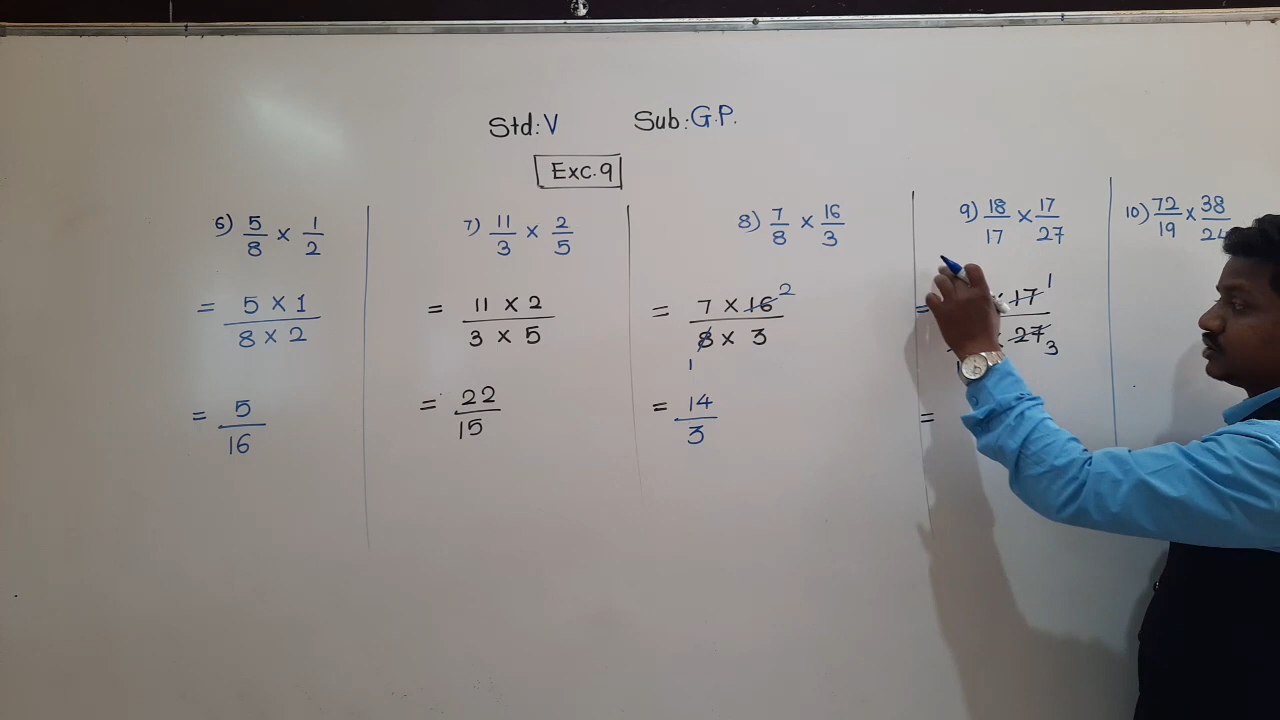 Std: V Sub: G.P.
Exc. 9
6) 5/8 × 1/2
= 5 × 1 / 8 × 2
= 5/16
7) 11/3 × 2/5
= 11 × 2 / 3 × 5
= 22/15
8) 7/8 × 16/3
= 7 × 16 2 / 8 1 × 3
= 14/3
9) 18/17 × 17/27
= 17 1 / 27 3
=
10) 72/19 × 38/24